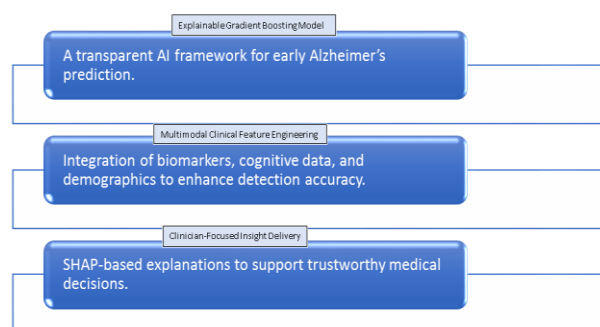 Explainable Gradient Boosting Model
A transparent AI framework for early Alzheimer’s
prediction.
Multimodal Clinical Feature Engineering
Integration of biomarkers, cognitive data, and
demographics to enhance detection accuracy.
Clinician-Focused Insight Delivery
SHAP-based explanations to support trustworthy medical
decisions.